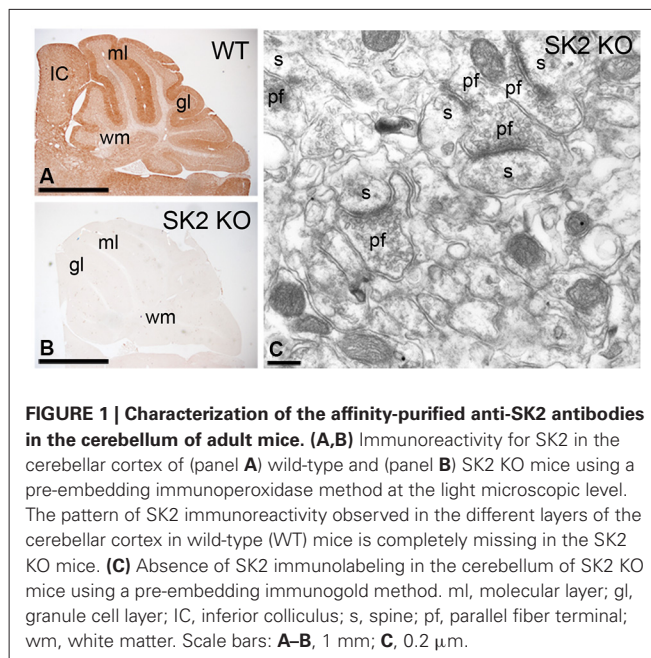 WT
ml
IC
gl
wm
A
SK2 KO
ml
gl
wm
B
SK2 KO
s
pf
s
pf
pf
s
pf
s
s
pf
C
FIGURE 1 | Characterization of the affinity-purified anti-SK2 antibodies
in the cerebellum of adult mice. (A,B) Immunoreactivity for SK2 in the
cerebellar cortex of (panel A) wild-type and (panel B) SK2 KO mice using a
pre-embedding immunoperoxidase method at the light microscopic level.
The pattern of SK2 immunoreactivity observed in the different layers of the
cerebellar cortex in wild-type (WT) mice is completely missing in the SK2
KO mice. (C) Absence of SK2 immunolabeling in the cerebellum of SK2 KO
mice using a pre-embedding immunogold method. ml, molecular layer; gl,
granule cell layer; IC, inferior colliculus; s, spine; pf, parallel fiber terminal;
wm, white matter. Scale bars: A–B, 1 mm; C, 0.2 μm.